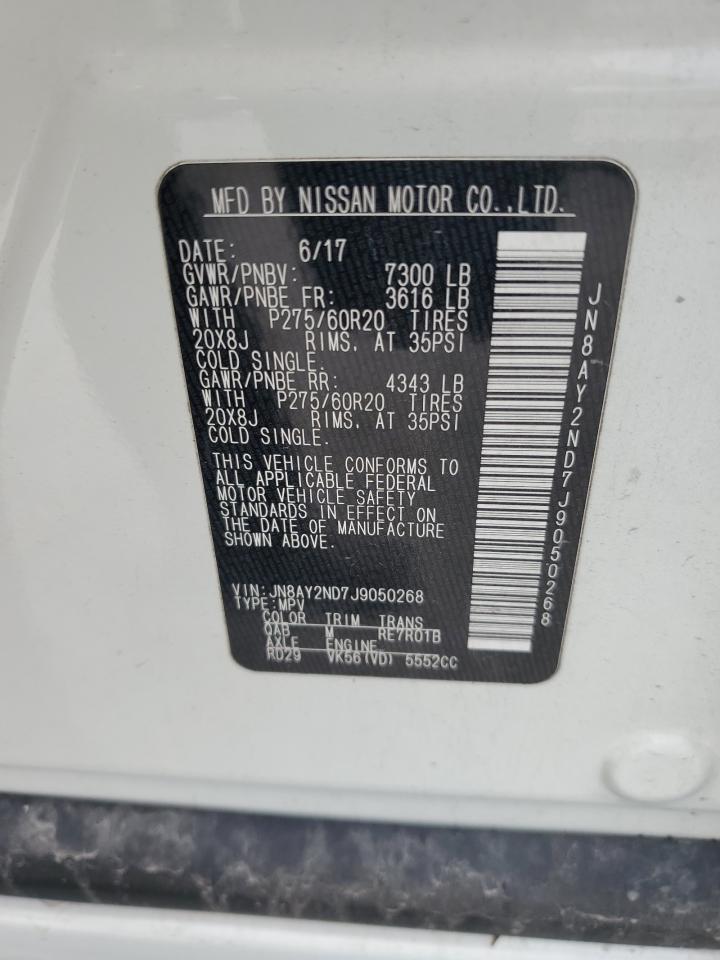 MFD BY NISSAN MOTOR CO.,LTD.
DATE: 6/17
GVWR/PNBV: 7300 LB
GAWR/PNBE FR: 3616 LB
WITH P275/60R20 TIRES
20X8J RIMS. AT 35PSI
COLD SINGLE.
GAWR/PNBE RR: 4343 LB
WITH P275/60R20 TIRES
20X8J RIMS. AT 35PSI
COLD SINGLE.
THIS VEHICLE CONFORMS TO
ALL APPLICABLE FEDERAL
MOTOR VEHICLE SAFETY
STANDARDS IN EFFECT ON
THE DATE OF MANUFACTURE
SHOWN ABOVE.
VIN:JN8AY2ND7J9050268
TYPE:MPV
COLOR TRIM TRANS
QAB M RE7R01B
AXLE ENGINE
RD29 VK56(VD) 5552CC
JN8AY2ND7J9050268